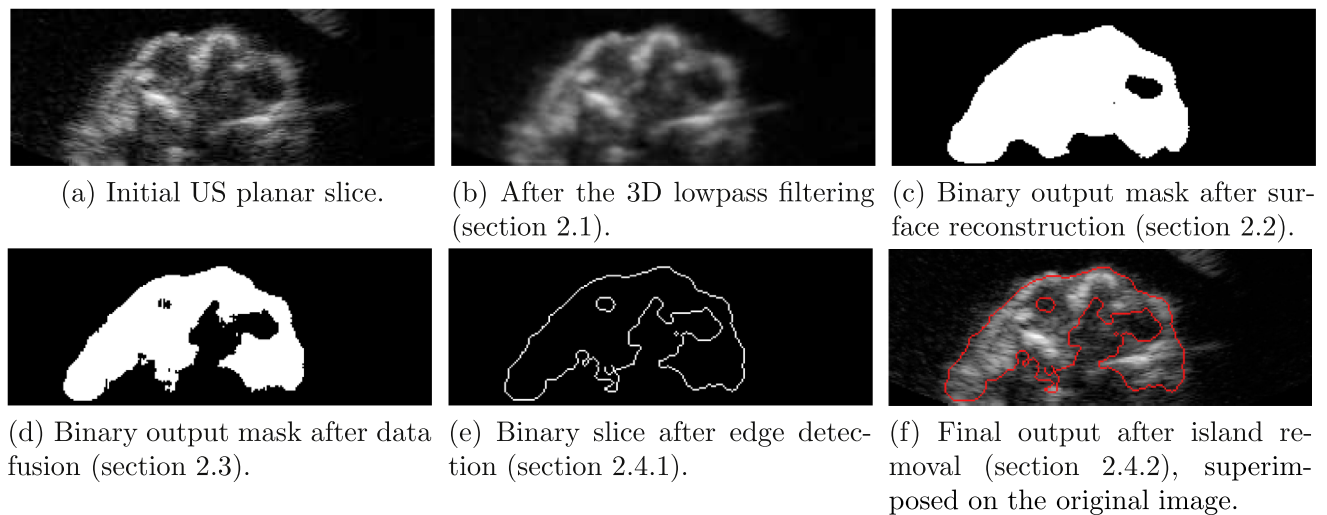 (a) Initial US planar slice.
(b) After the 3D lowpass filtering
(section 2.1).
(c) Binary output mask after sur-
face reconstruction (section 2.2).
(d) Binary output mask after data
fusion (section 2.3).
(e) Binary slice after edge detec-
tion (section 2.4.1).
(f) Final output after island re-
moval (section 2.4.2), superim-
posed on the original image.